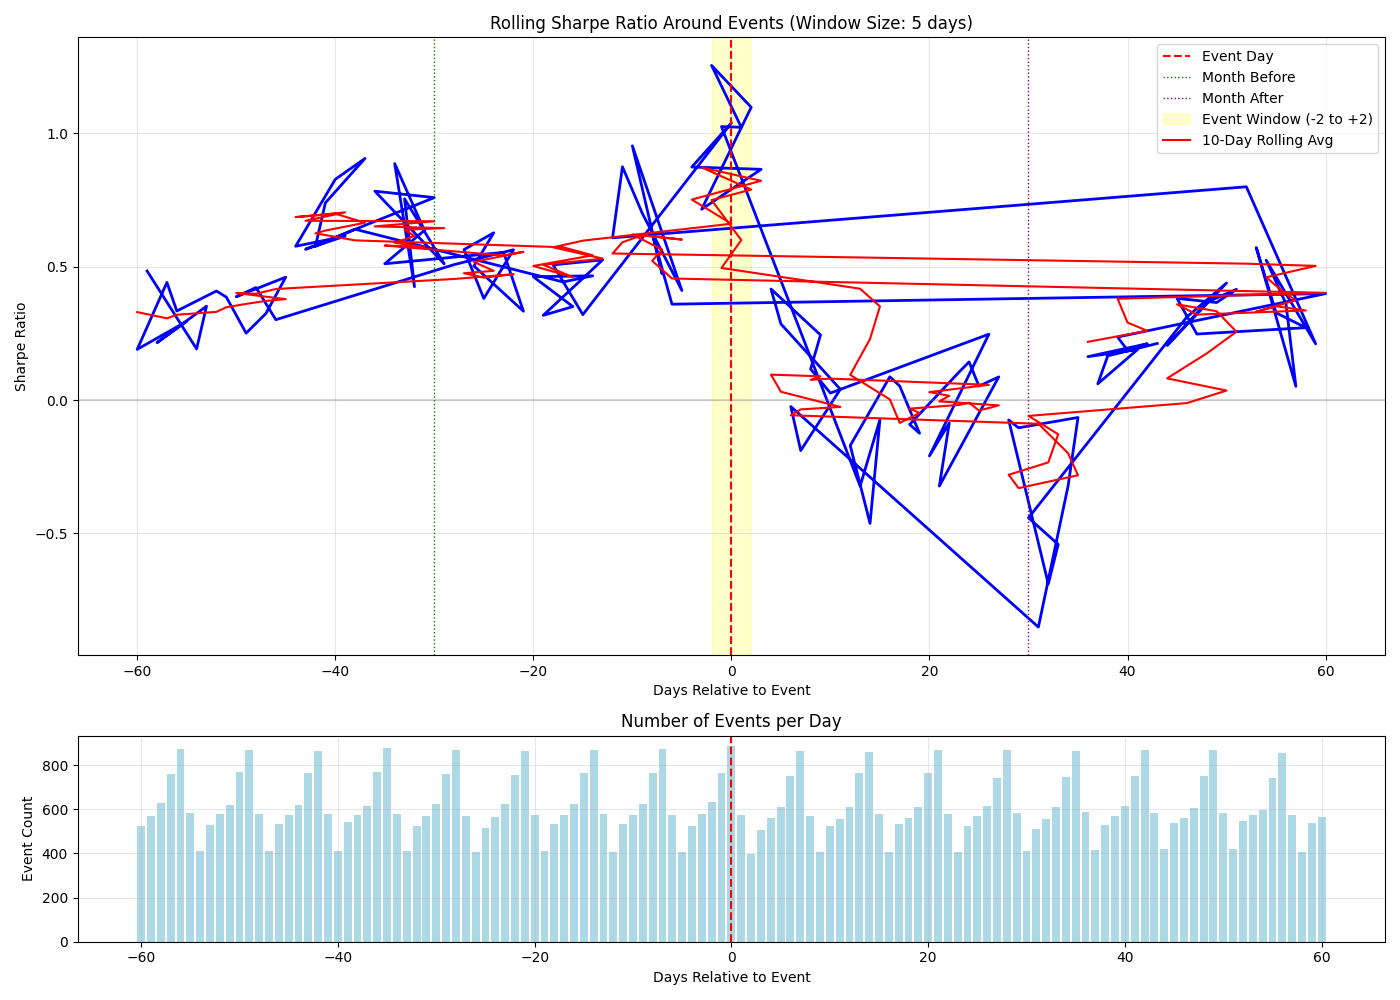 Rolling Sharpe Ratio Around Events (Window Size: 5 days)
Event Day
Month Before
Month After
Event Window (-2 to +2)
10-Day Rolling Avg
1.0
0.5
0.0
−0.5
Sharpe Ratio
−60 −40 −20 0 20 40 60
Days Relative to Event
Number of Events per Day
800
600
400
200
0
Event Count
−60 −40 −20 0 20 40 60
Days Relative to Event